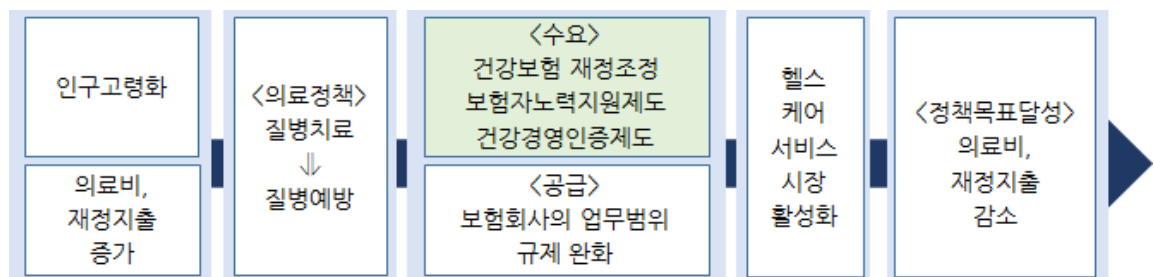 인구고령화
의료비,
재정지출
증가
<의료정책>
질병치료
⇓
질병예방
<수요>
건강보험 재정조정
보험자노력지원제도
건강경영인증제도
<공급>
보험회사의 업무범위
규제 완화
헬스
케어
서비스
시장
활성화
<정책목표달성>
의료비,
재정지출
감소